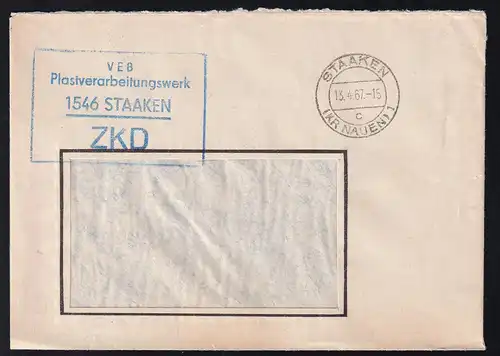 VEB
Plastverarbeitungswerk
1546 STAAKEN
ZKD
STAAKEN
13.4.67.-15
c
(KR. NAUEN) 1